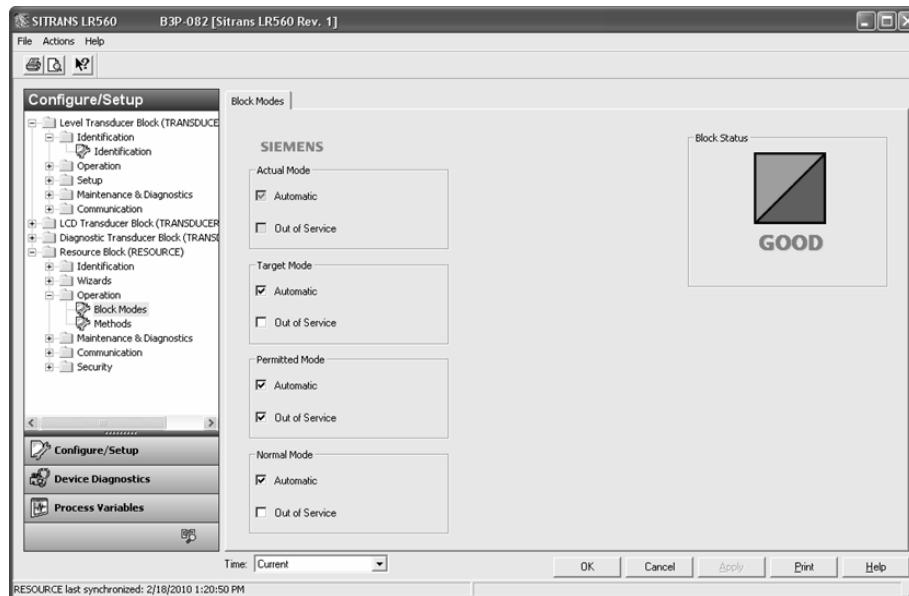 SITRANS LR560 B3P-082 [Sitrans LR560 Rev. 1]
File Actions Help
Configure/Setup
Level Transducer Block (TRANSDUCE
Identification
Identification
Operation
Setup
Maintenance & Diagnostics
Communication
LCD Transducer Block (TRANSDUCER
Diagnostic Transducer Block (TRANSD
Resource Block (RESOURCE)
Identification
Wizards
Operation
Block Modes
Methods
Maintenance & Diagnostics
Communication
Security
Configure/Setup
Device Diagnostics
Process Variables
Block Modes
SIEMENS
Actual Mode
Automatic
Out of Service
Target Mode
Automatic
Out of Service
Permitted Mode
Automatic
Out of Service
Normal Mode
Automatic
Out of Service
Block Status
GOOD
Time: Current
OK Cancel Apply Print Help
RESOURCE last synchronized: 2/18/2010 1:20:50 PM